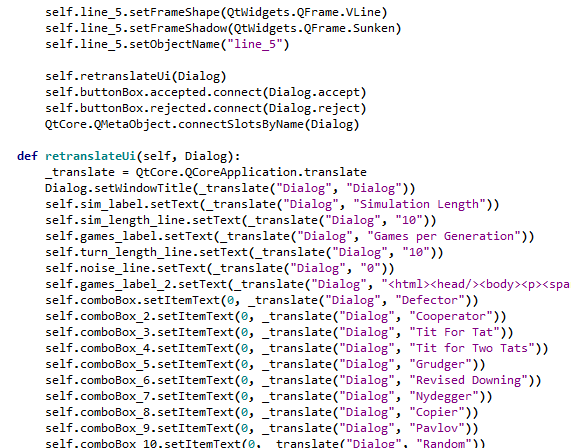 self.line_5.setFrameShape(QtWidgets.QFrame.VLine)
self.line_5.setFrameShadow(QtWidgets.QFrame.Sunken)
self.line_5.setObjectName("line_5")
self.retranslateUi(Dialog)
self.buttonBox.accepted.connect(Dialog.accept)
self.buttonBox.rejected.connect(Dialog.reject)
QtCore.QMetaObject.connectSlotsByName(Dialog)
def retranslateUi(self, Dialog):
_translate = QtCore.QCoreApplication.translate
Dialog.setWindowTitle(_translate("Dialog", "Dialog"))
self.sim_label.setText(_translate("Dialog", "Simulation Length"))
self.sim_length_line.setText(_translate("Dialog", "10"))
self.games_label.setText(_translate("Dialog", "Games per Generation"))
self.turn_length_line.setText(_translate("Dialog", "10"))
self.noise_line.setText(_translate("Dialog", "0"))
self.games_label_2.setText(_translate("Dialog", "<html><head/><body><p><spa
self.comboBox.setItemText(0, _translate("Dialog", "Defector"))
self.comboBox_2.setItemText(0, _translate("Dialog", "Cooperator"))
self.comboBox_3.setItemText(0, _translate("Dialog", "Tit For Tat"))
self.comboBox_4.setItemText(0, _translate("Dialog", "Tit for Two Tats"))
self.comboBox_5.setItemText(0, _translate("Dialog", "Grudger"))
self.comboBox_6.setItemText(0, _translate("Dialog", "Revised Downing"))
self.comboBox_7.setItemText(0, _translate("Dialog", "Nydegger"))
self.comboBox_8.setItemText(0, _translate("Dialog", "Copier"))
self.comboBox_9.setItemText(0, _translate("Dialog", "Pavlov"))
self.comboBox_10.setItemText(0, _translate("Dialog", "Random"))